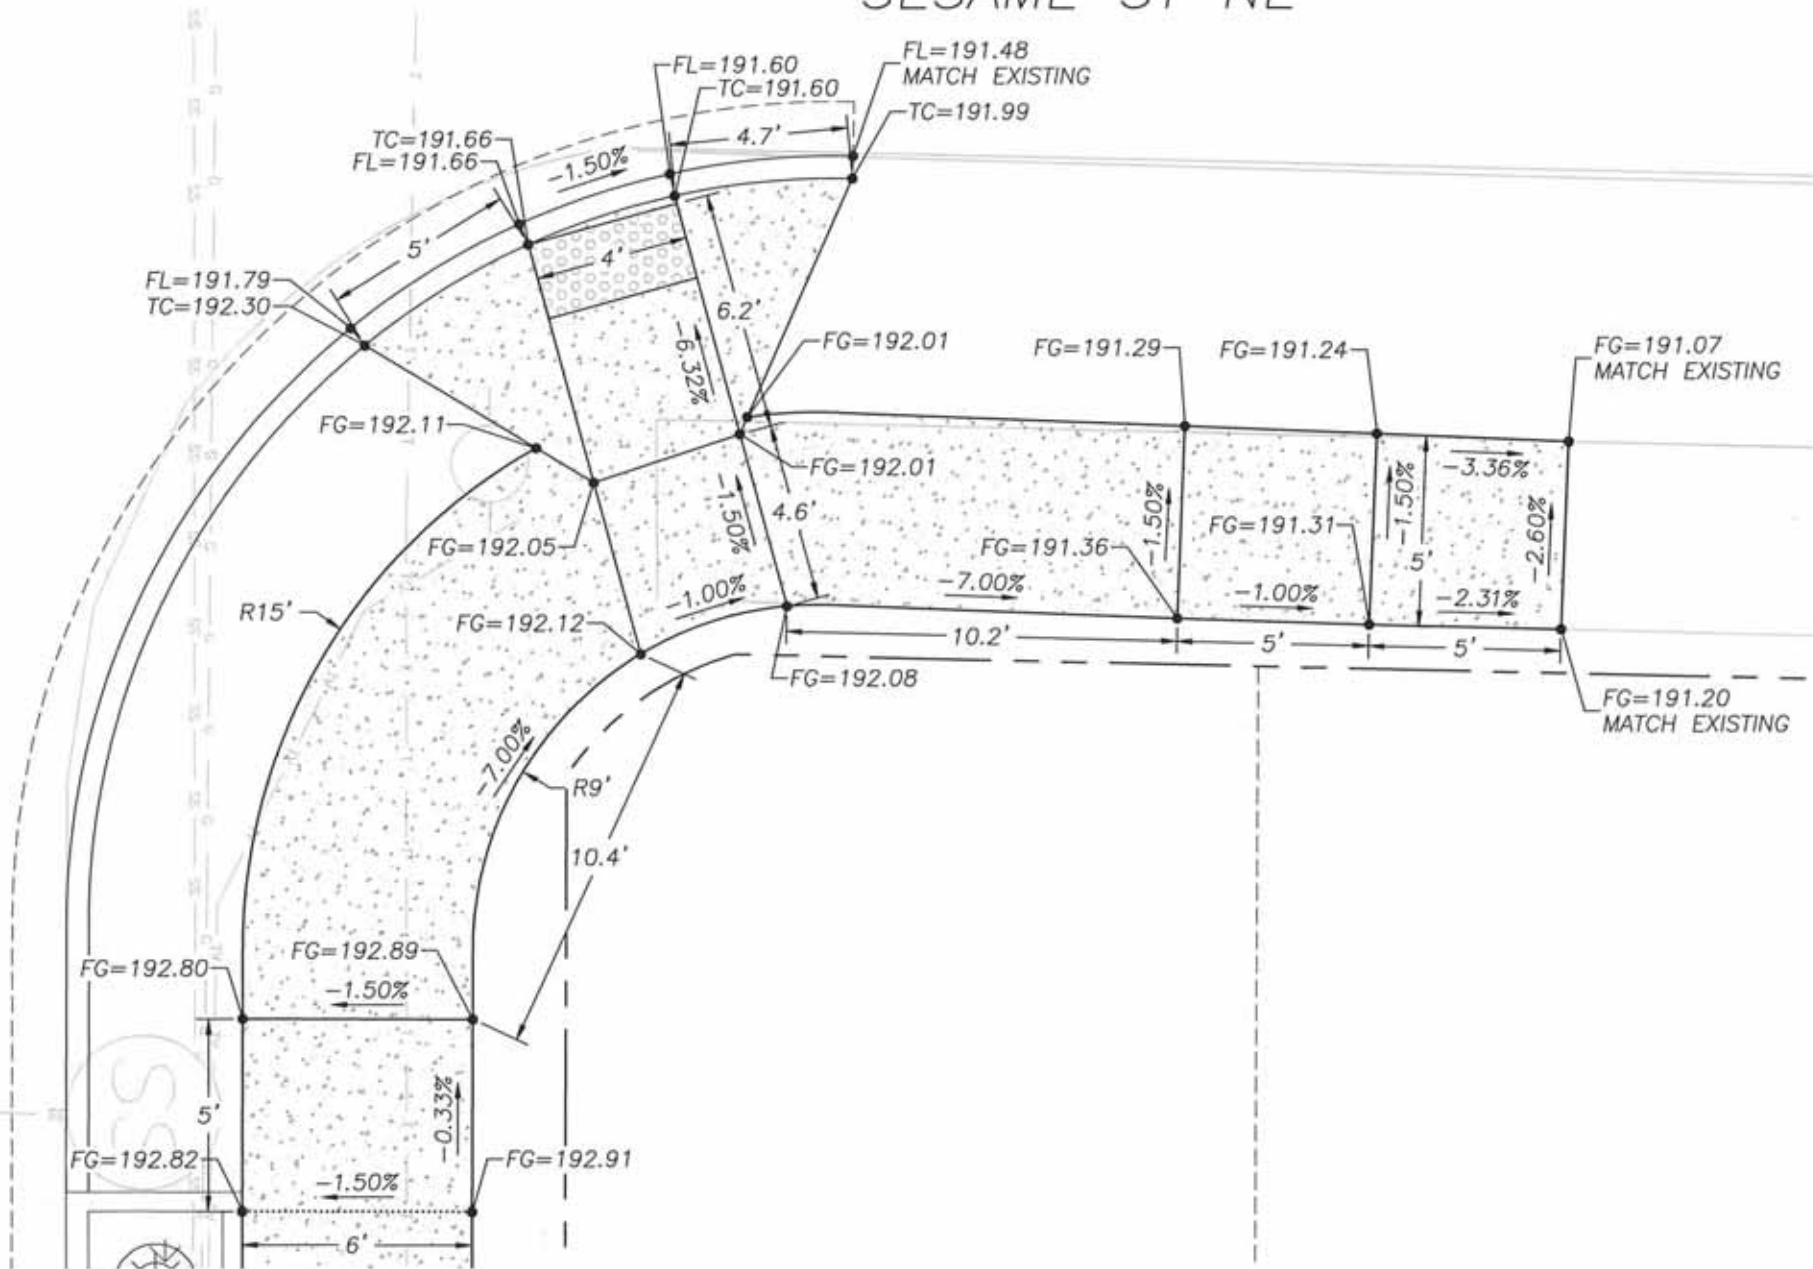 SESAME ST NE
FL=191.48
MATCH EXISTING
FL=191.60
TC=191.60
TC=191.99
4.7'
TC=191.66
FL=191.66
-1.50%
5'
4'
FL=191.79
TC=192.30
6.2'
-6.32%
FG=192.01
FG=191.29
FG=191.24
FG=191.07
MATCH EXISTING
FG=192.11
FG=192.01
-3.36%
-1.50%
-1.50%
-1.50%
4.6'
-2.60%
FG=192.05
FG=191.36
FG=191.31
5'
-7.00%
-1.00%
-1.00%
-2.31%
R15'
FG=192.12
10.2'
5'
5'
FG=192.08
FG=191.20
MATCH EXISTING
-7.00%
R9'
10.4'
FG=192.80
FG=192.89
-1.50%
SS
5'
-0.33%
FG=192.82
FG=192.91
-1.50%
6'